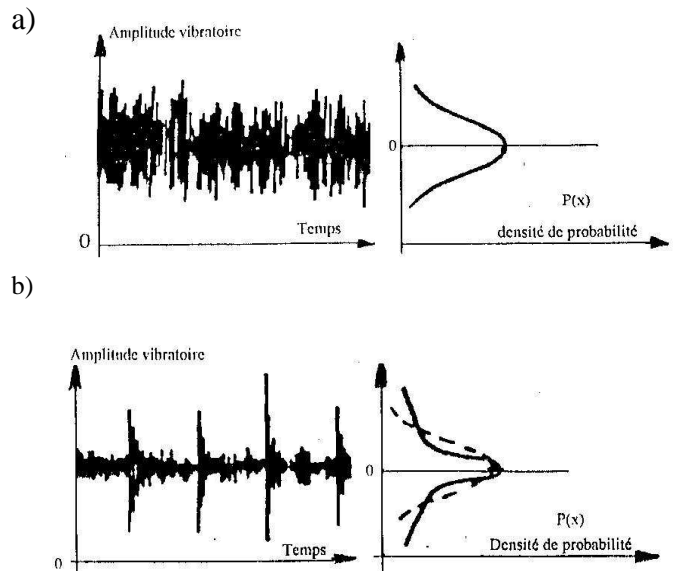 a)
Amplitude vibratoire
0
P(x)
Temps
densité de probabilité
0
b)
Amplitude vibratoire
0
P(x)
Temps
Densité de probabilité
0